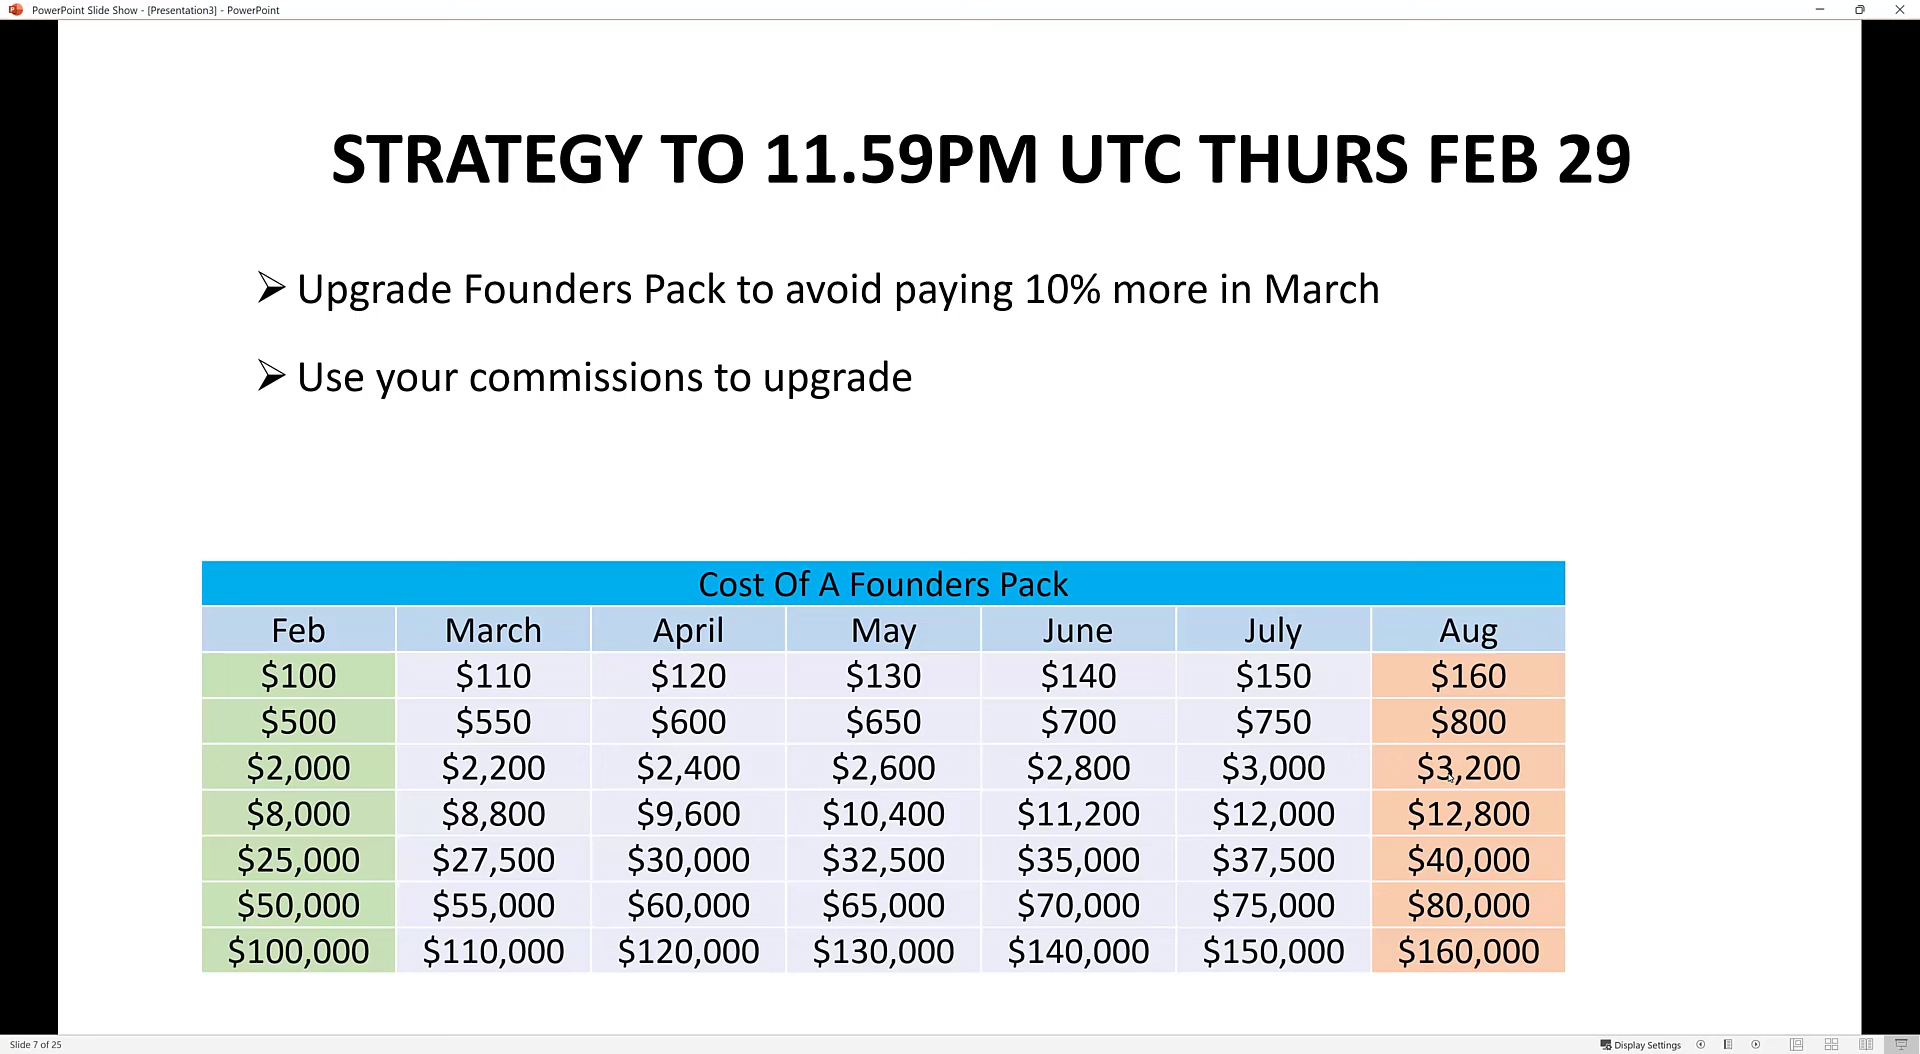 PowerPoint Slide Show - [Presentation3] - PowerPoint
STRATEGY TO 11.59PM UTC THURS FEB 29
Upgrade Founders Pack to avoid paying 10% more in March
Use your commissions to upgrade
Cost Of A Founders Pack
Feb March April May June July Aug
$100 $110 $120 $130 $140 $150 $160
$500 $550 $600 $650 $700 $750 $800
$2,000 $2,200 $2,400 $2,600 $2,800 $3,000 $3,200
$8,000 $8,800 $9,600 $10,400 $11,200 $12,000 $12,800
$25,000 $27,500 $30,000 $32,500 $35,000 $37,500 $40,000
$50,000 $55,000 $60,000 $65,000 $70,000 $75,000 $80,000
$100,000 $110,000 $120,000 $130,000 $140,000 $150,000 $160,000
Slide 7 of 25 Display Settings